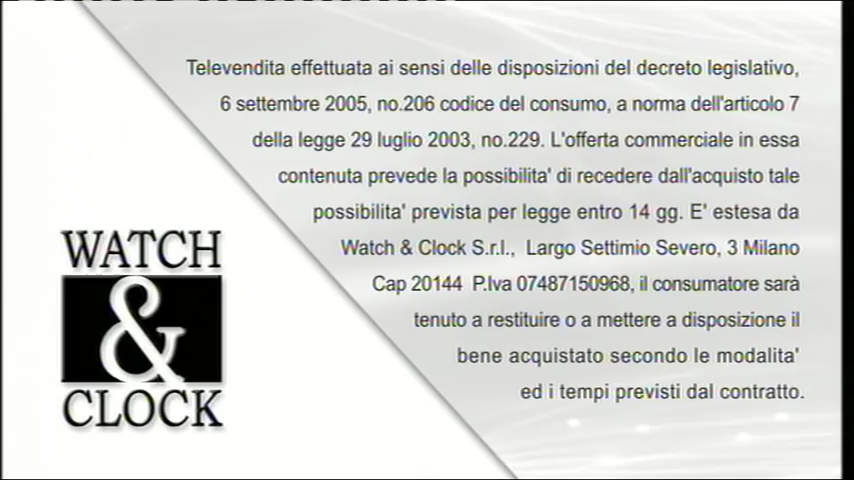 Televendita effettuata ai sensi delle disposizioni del decreto legislativo,
6 settembre 2005, no.206 codice del consumo, a norma dell'articolo 7
della legge 29 luglio 2003, no.229. L'offerta commerciale in essa
contenuta prevede la possibilita' di recedere dall'acquisto tale
possibilita' prevista per legge entro 14 gg. E' estesa da
Watch & Clock S.r.l., Largo Settimio Severo, 3 Milano
Cap 20144 P.Iva 07487150968, il consumatore sarà
tenuto a restituire o a mettere a disposizione il
bene acquistato secondo le modalita'
ed i tempi previsti dal contratto.
WATCH
&
CLOCK